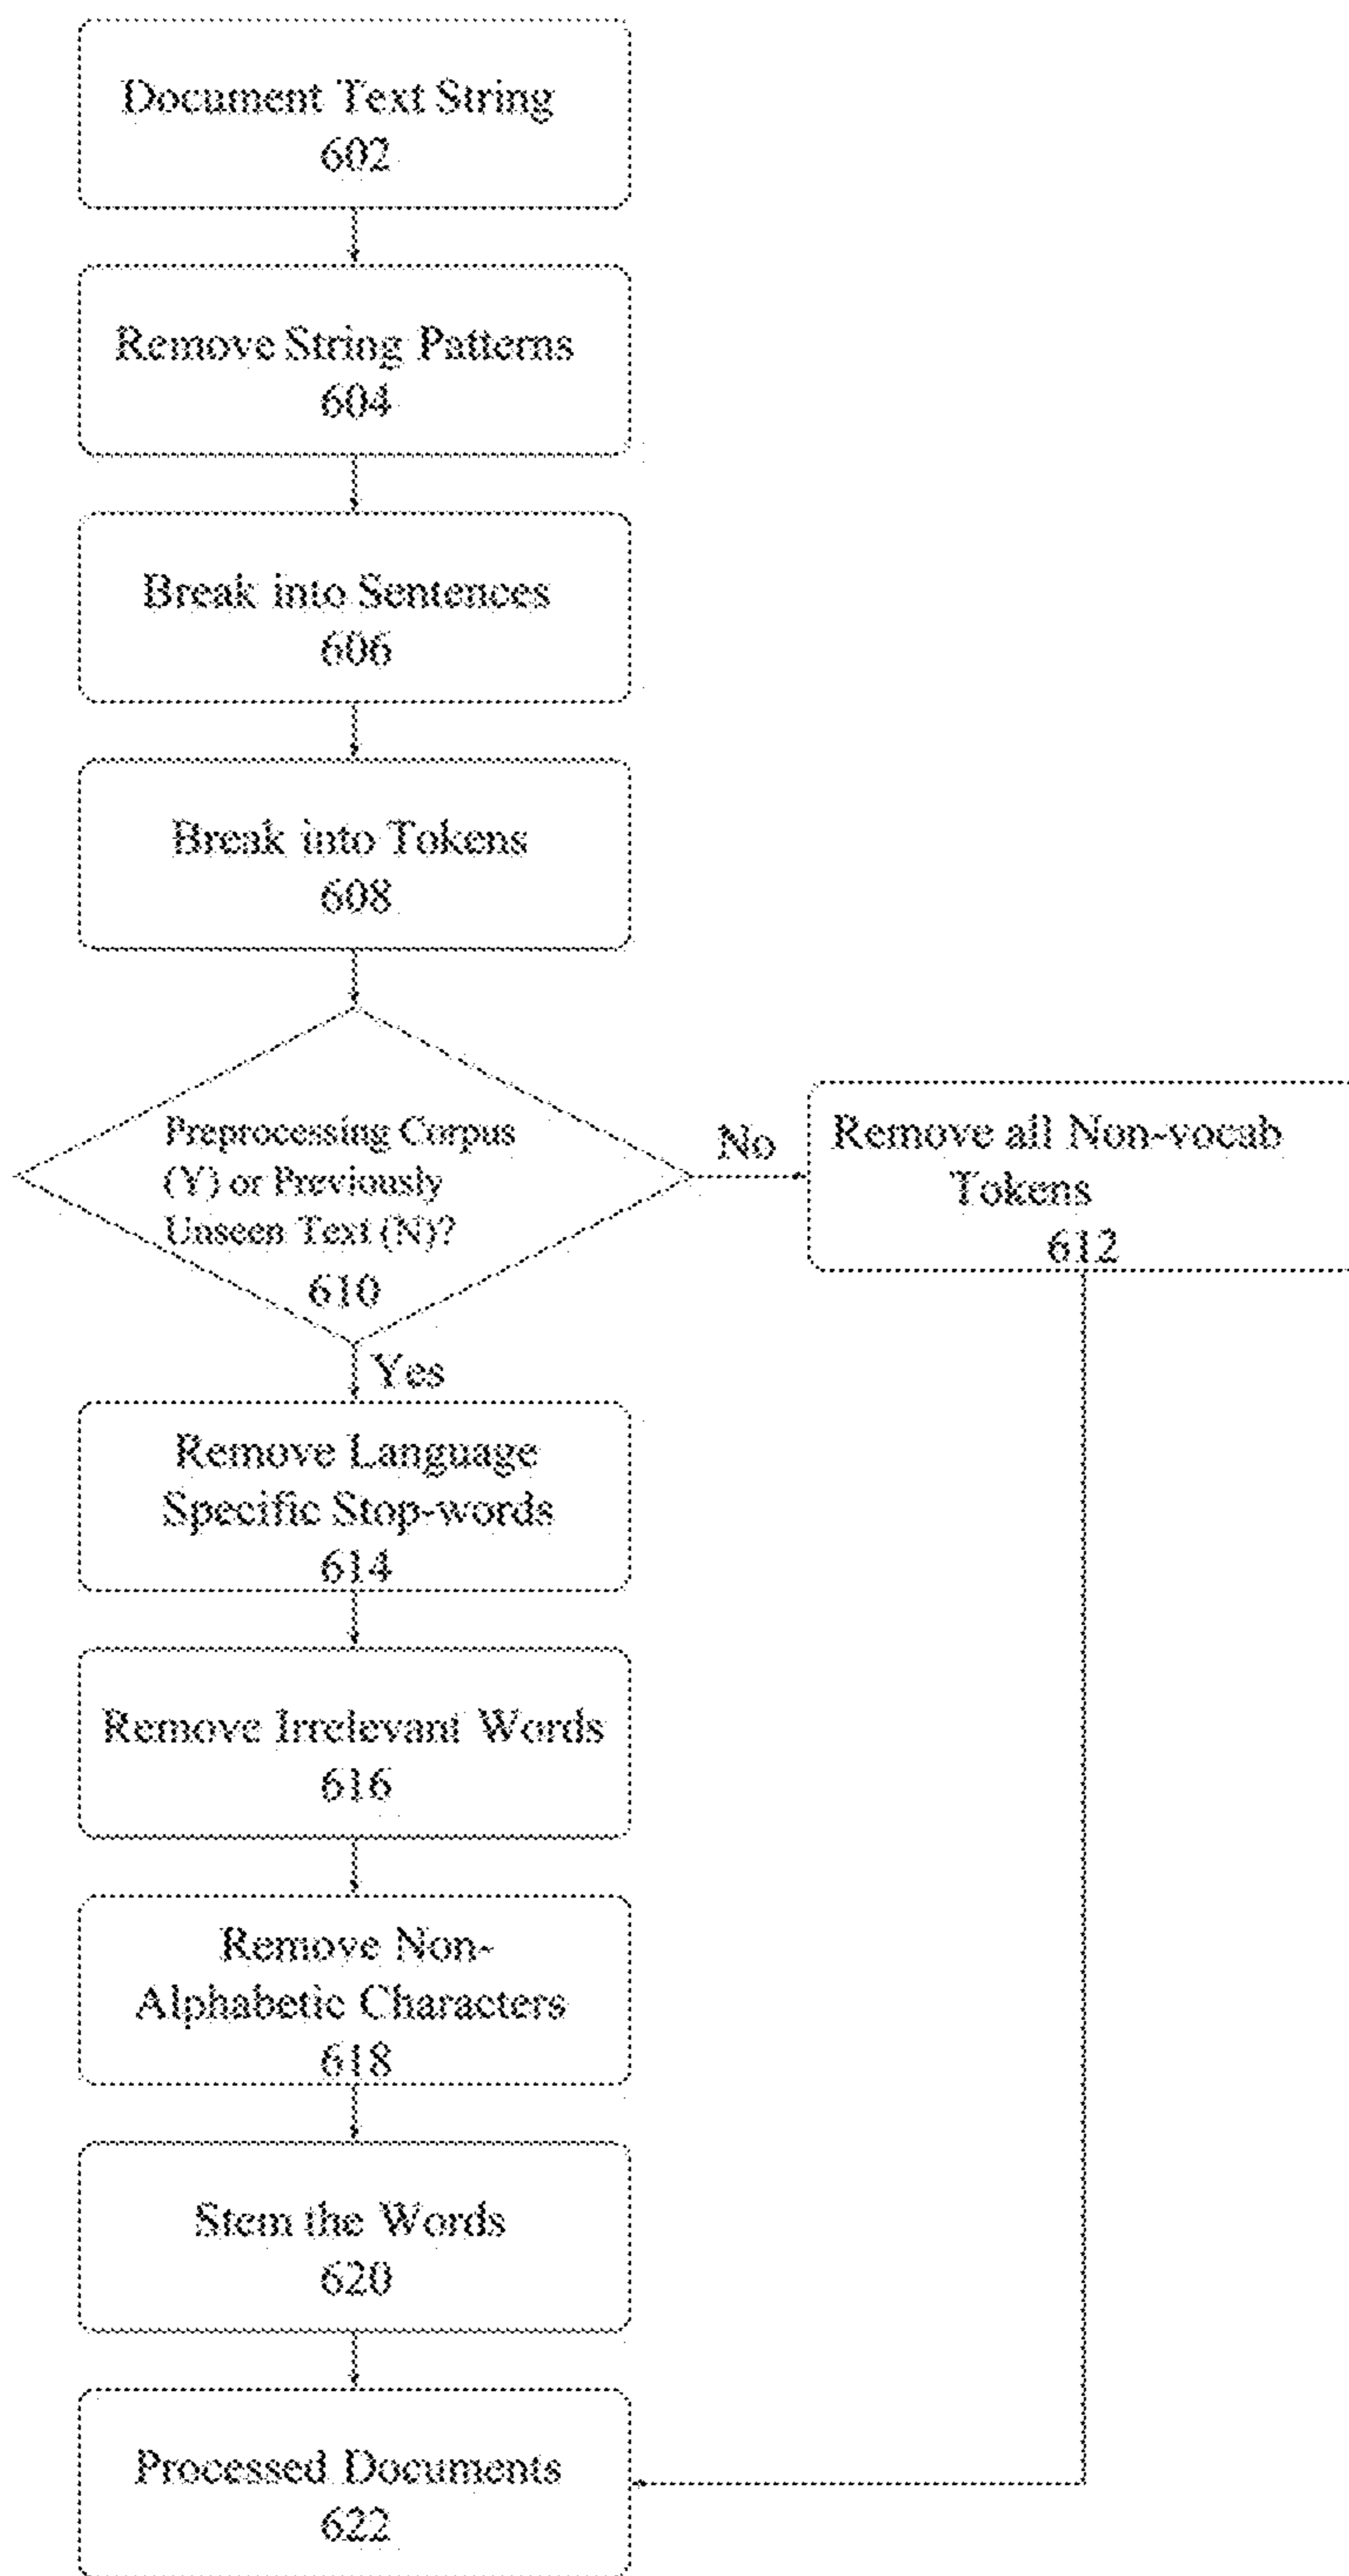 Document Text String
602
Remove String Patterns
604
Break into Sentences
606
Break into Tokens
608
Preprocessing Corpus
(Y) or Previously
Unseen Text (N)?
610
No
Remove all Non-vocab
Tokens
612
Yes
Remove Language
Specific Stop-words
614
Remove Irrelevant Words
616
Remove Non-
Alphabetic Characters
618
Stem the Words
620
Processed Documents
622